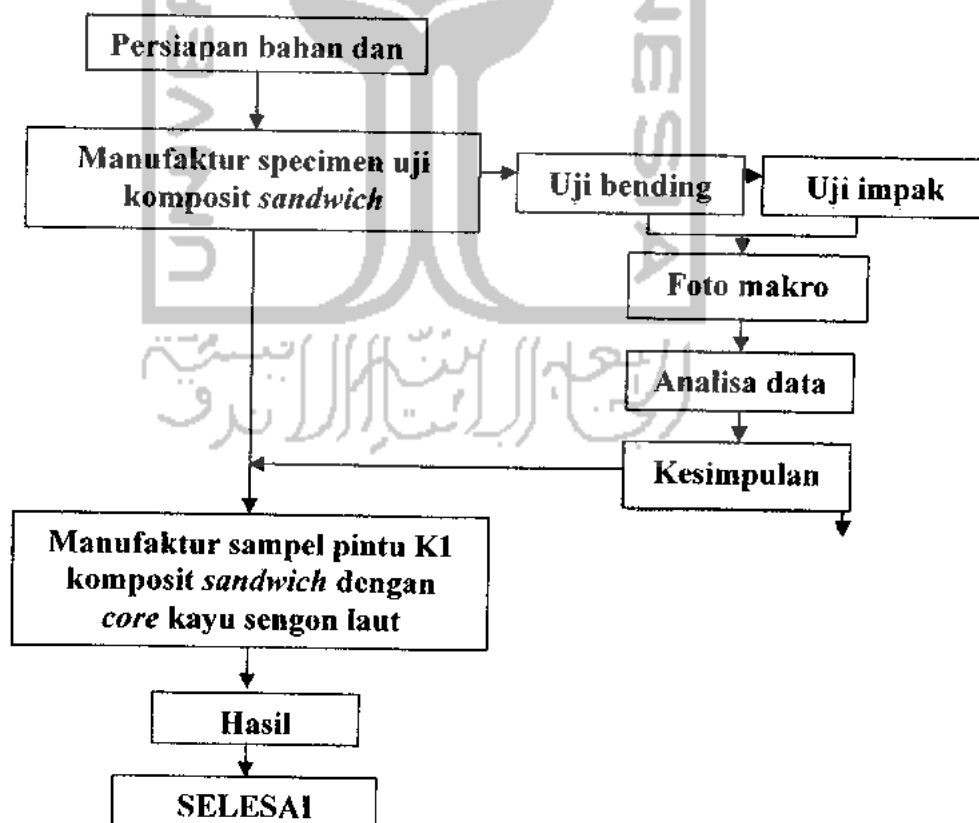 Persiapan bahan dan
Manufaktur specimen uji
komposit sandwich
Uji bending
Uji impak
Foto makro
Analisa data
Kesimpulan
Manufaktur sampel pintu K1
komposit sandwich dengan
core kayu sengon laut
Hasil
SELESAI